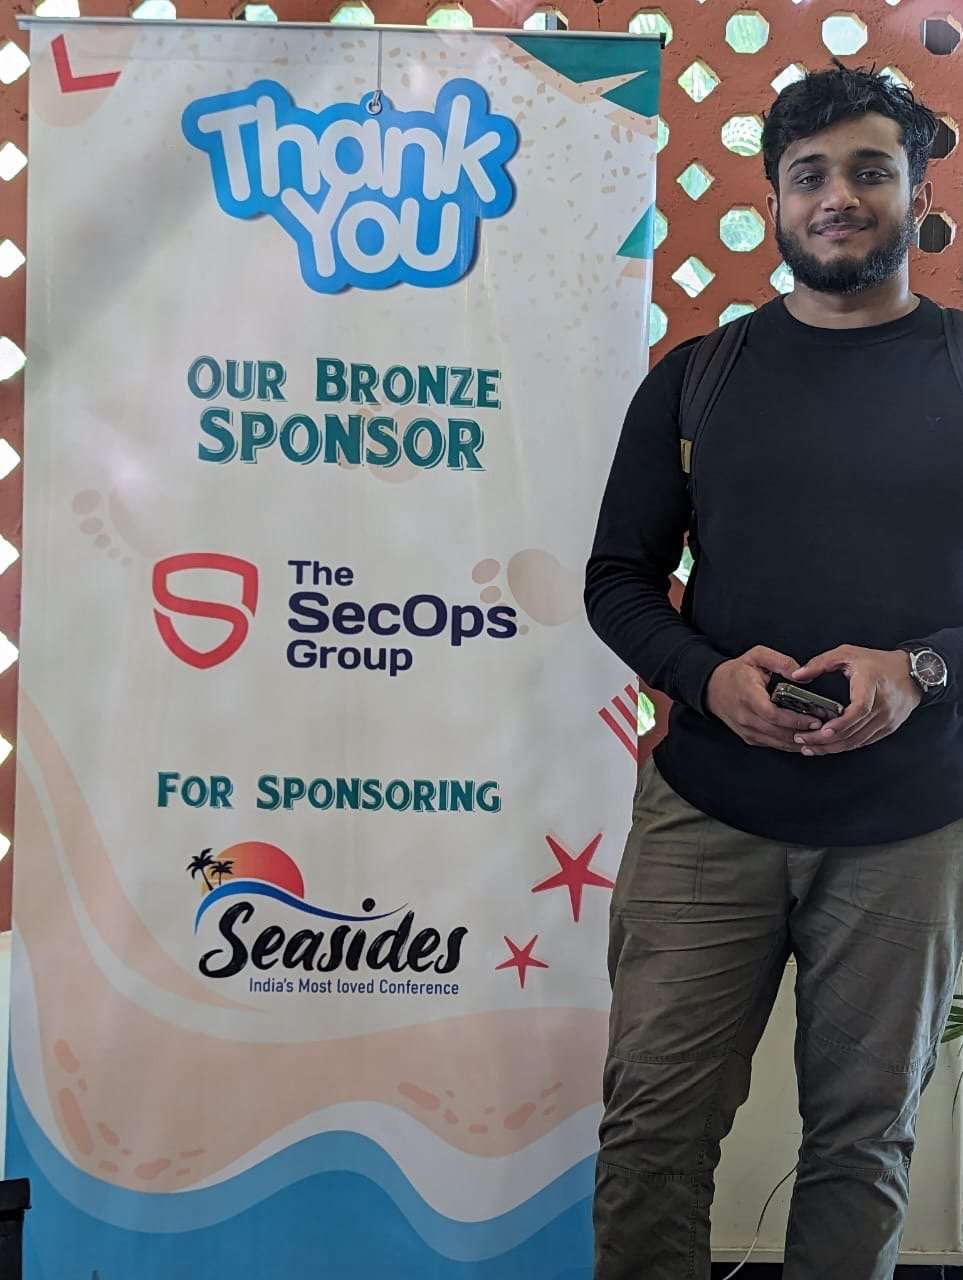 Thank
You
Our Bronze
Sponsor
The
SecOps
Group
For Sponsoring
Seasides
India's Most loved Conference